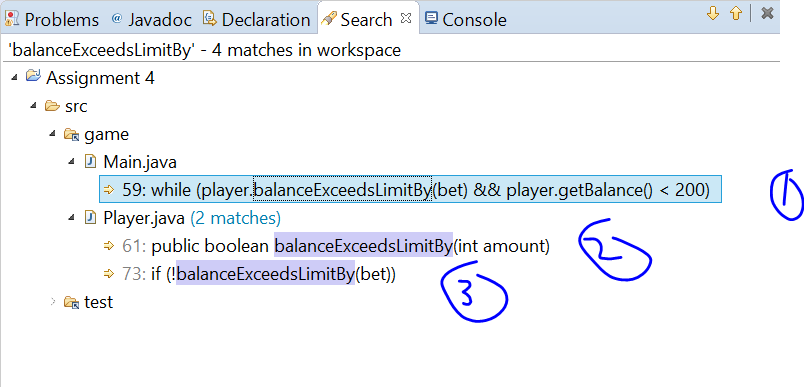 Problems @ Javadoc Declaration Search Console
'balanceExceedsLimitBy' - 4 matches in workspace
Assignment 4
src
game
Main.java
59: while (player.balanceExceedsLimitBy(bet) && player.getBalance() < 200)
1
Player.java (2 matches)
61: public boolean balanceExceedsLimitBy(int amount)
2
73: if (!balanceExceedsLimitBy(bet))
3
test